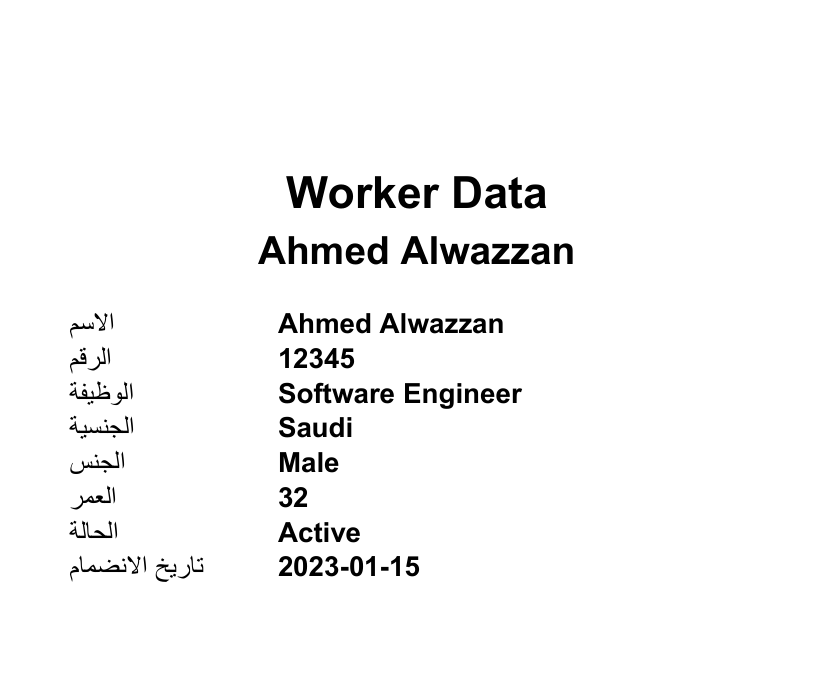 Worker Data
Ahmed Alwazzan
الاسم Ahmed Alwazzan
الرقم 12345
الوظيفة Software Engineer
الجنسية Saudi
الجنس Male
العمر 32
الحالة Active
تاريخ الانضمام 2023-01-15